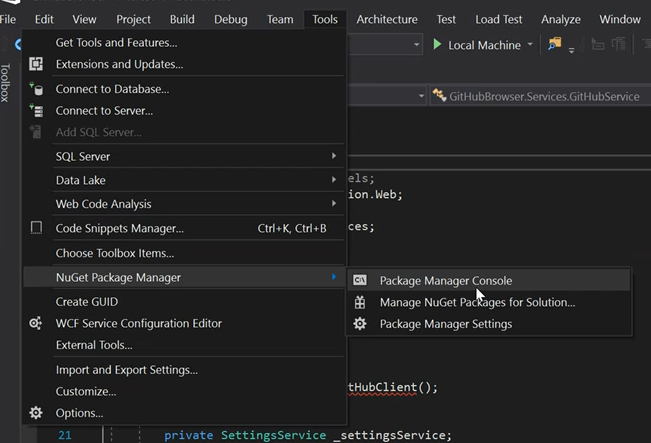 File Edit View Project Build Debug Team Tools Architecture Test Load Test Analyze Window
Get Tools and Features...
Local Machine
Extensions and Updates...
Toolbox
Connect to Database...
GitHubBrowser.Services.GitHubService
Connect to Server...
Add SQL Server...
SQL Server
Data Lake
els;
ion.Web;
Web Code Analysis
Code Snippets Manager... Ctrl+K, Ctrl+B
ces;
Choose Toolbox Items...
NuGet Package Manager
Package Manager Console
Manage NuGet Packages for Solution...
Package Manager Settings
Create GUID
WCF Service Configuration Editor
External Tools...
Import and Export Settings...
tHubClient();
Customize...
Options...
21 private SettingsService _settingsService;